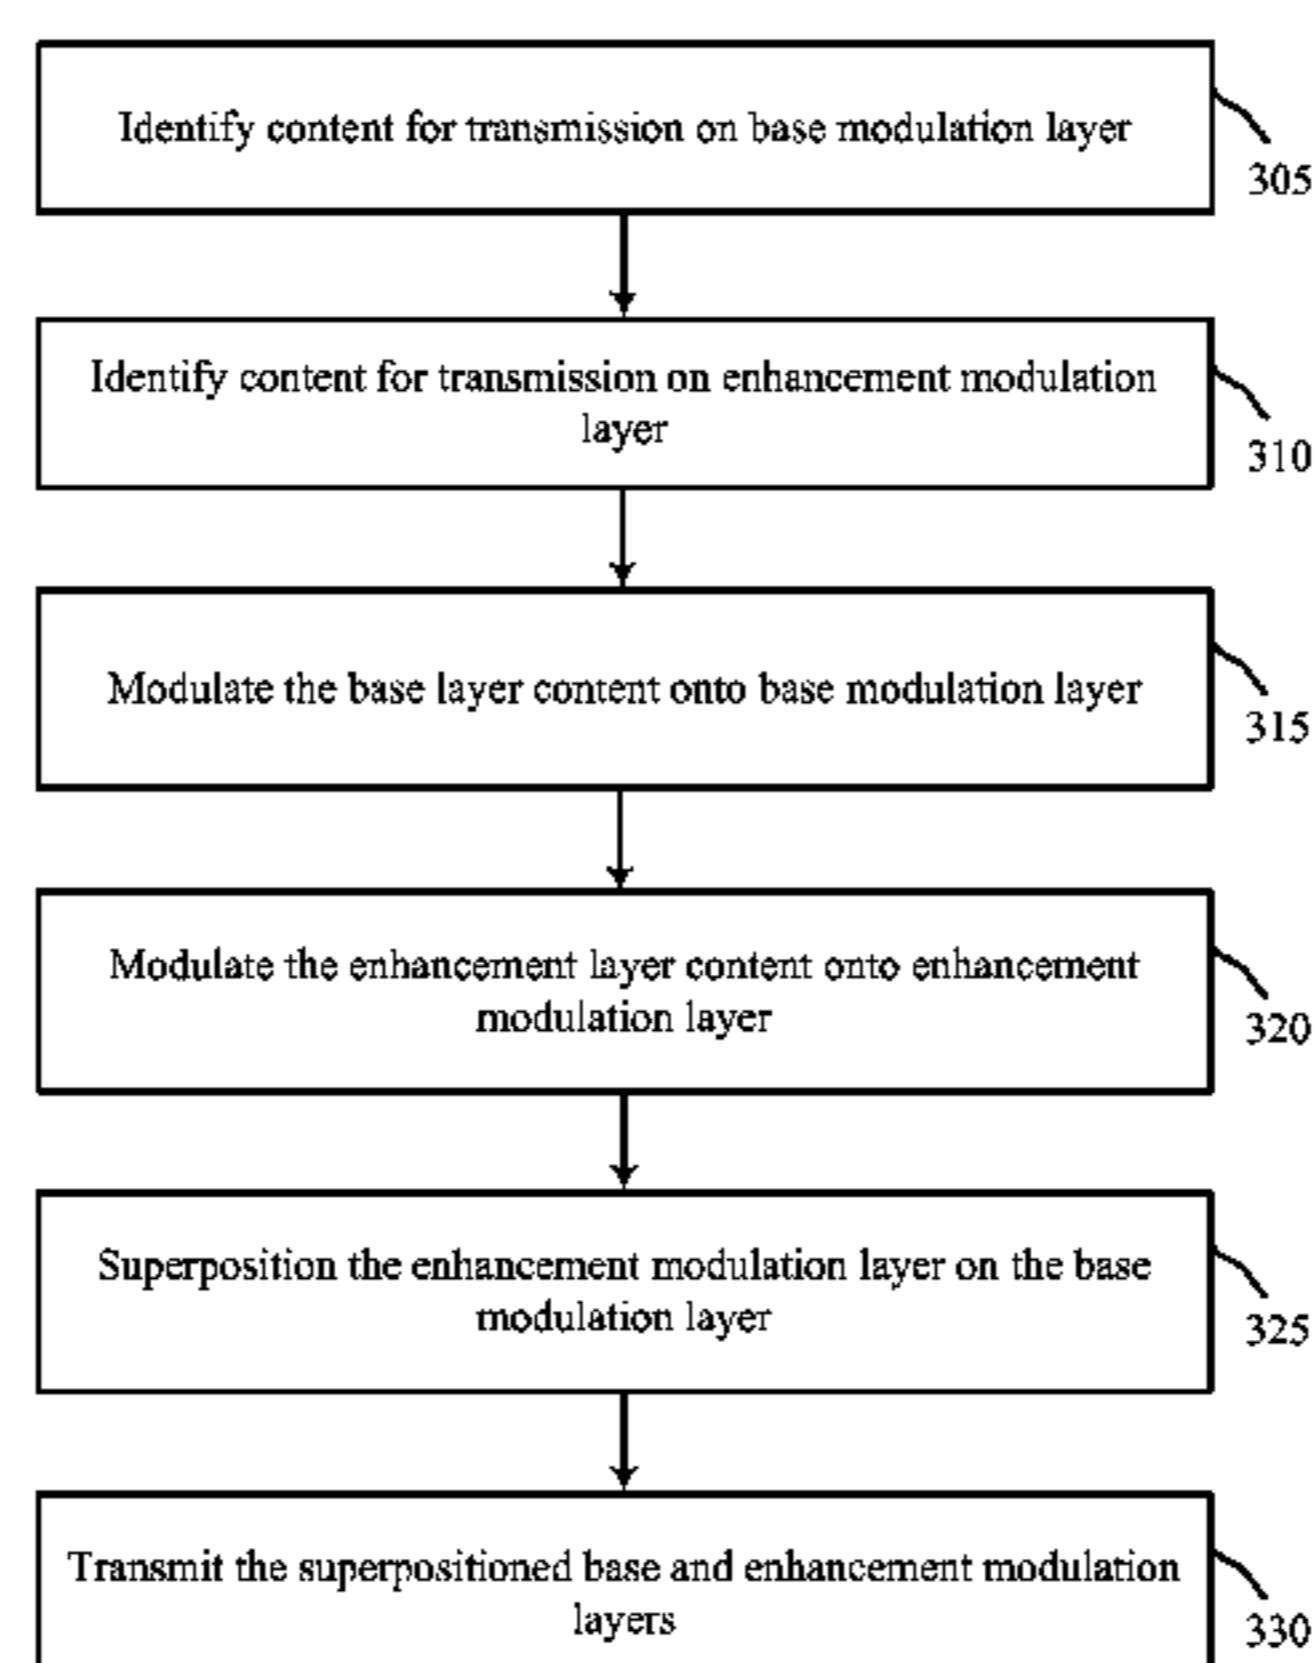 Identify content for transmission on base modulation layer
305
Identify content for transmission on enhancement modulation
layer
310
Modulate the base layer content onto base modulation layer
315
Modulate the enhancement layer content onto enhancement
modulation layer
320
Superposition the enhancement modulation layer on the base
modulation layer
325
Transmit the superpositioned base and enhancement modulation
layers
330